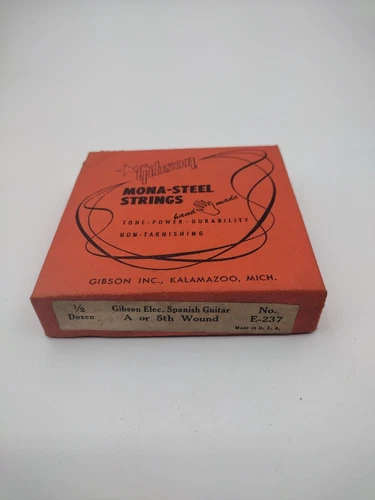 Gibson
MONA-STEEL
STRINGS
hand made
TONE-POWER-DURABILITY
NON-TARNISHING
GIBSON INC., KALAMAZOO, MICH.
1/2 Gibson Elec. Spanish Guitar No.
Dozen A or 5th Wound E-237
Made in U. S. A.